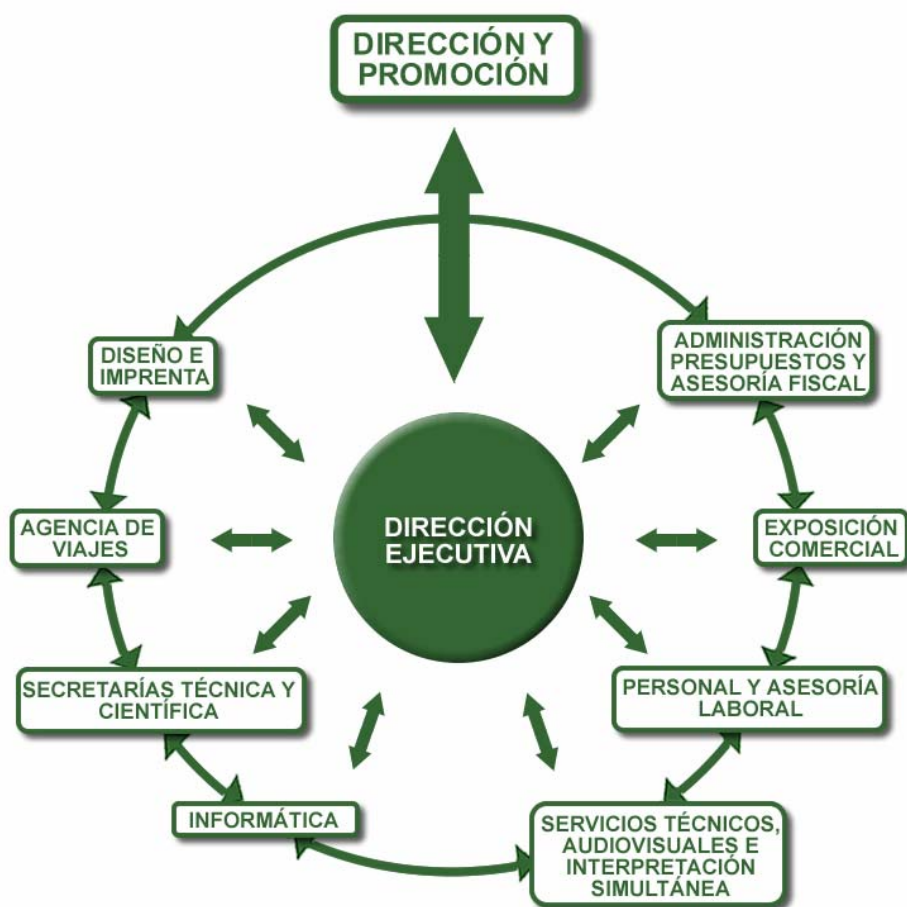 DIRECCIÓN Y
PROMOCIÓN
DISEÑO E
IMPRENTA
ADMINISTRACIÓN
PRESUPUESTOS Y
ASESORÍA FISCAL
AGENCIA DE
VIAJES
DIRECCIÓN
EJECUTIVA
EXPOSICIÓN
COMERCIAL
SECRETARÍAS TÉCNICA Y
CIENTÍFICA
PERSONAL Y ASESORÍA
LABORAL
INFORMÁTICA
SERVICIOS TÉCNICOS,
AUDIOVISUALES E
INTERPRETACIÓN
SIMULTÁNEA